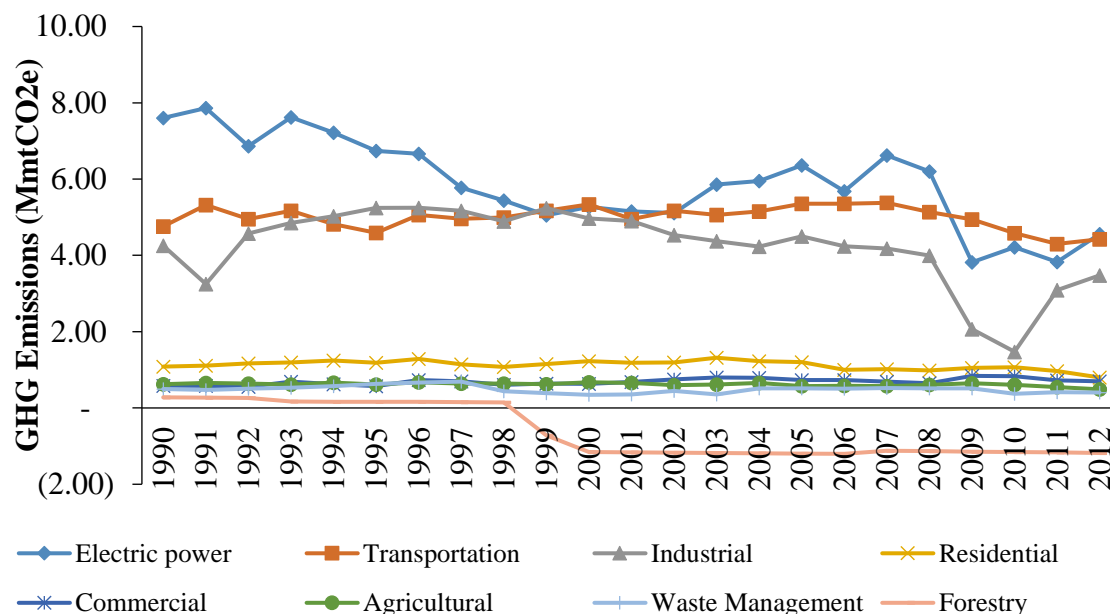 GHG Emissions (MmtCO2e)
10.00
8.00
6.00
4.00
2.00
-
(2.00)
1990 1991 1992 1993 1994 1995 1996 1997 1998 1999 2000 2001 2002 2003 2004 2005 2006 2007 2008 2009 2010 2011 2012
Electric power Transportation Industrial Residential
Commercial Agricultural Waste Management Forestry